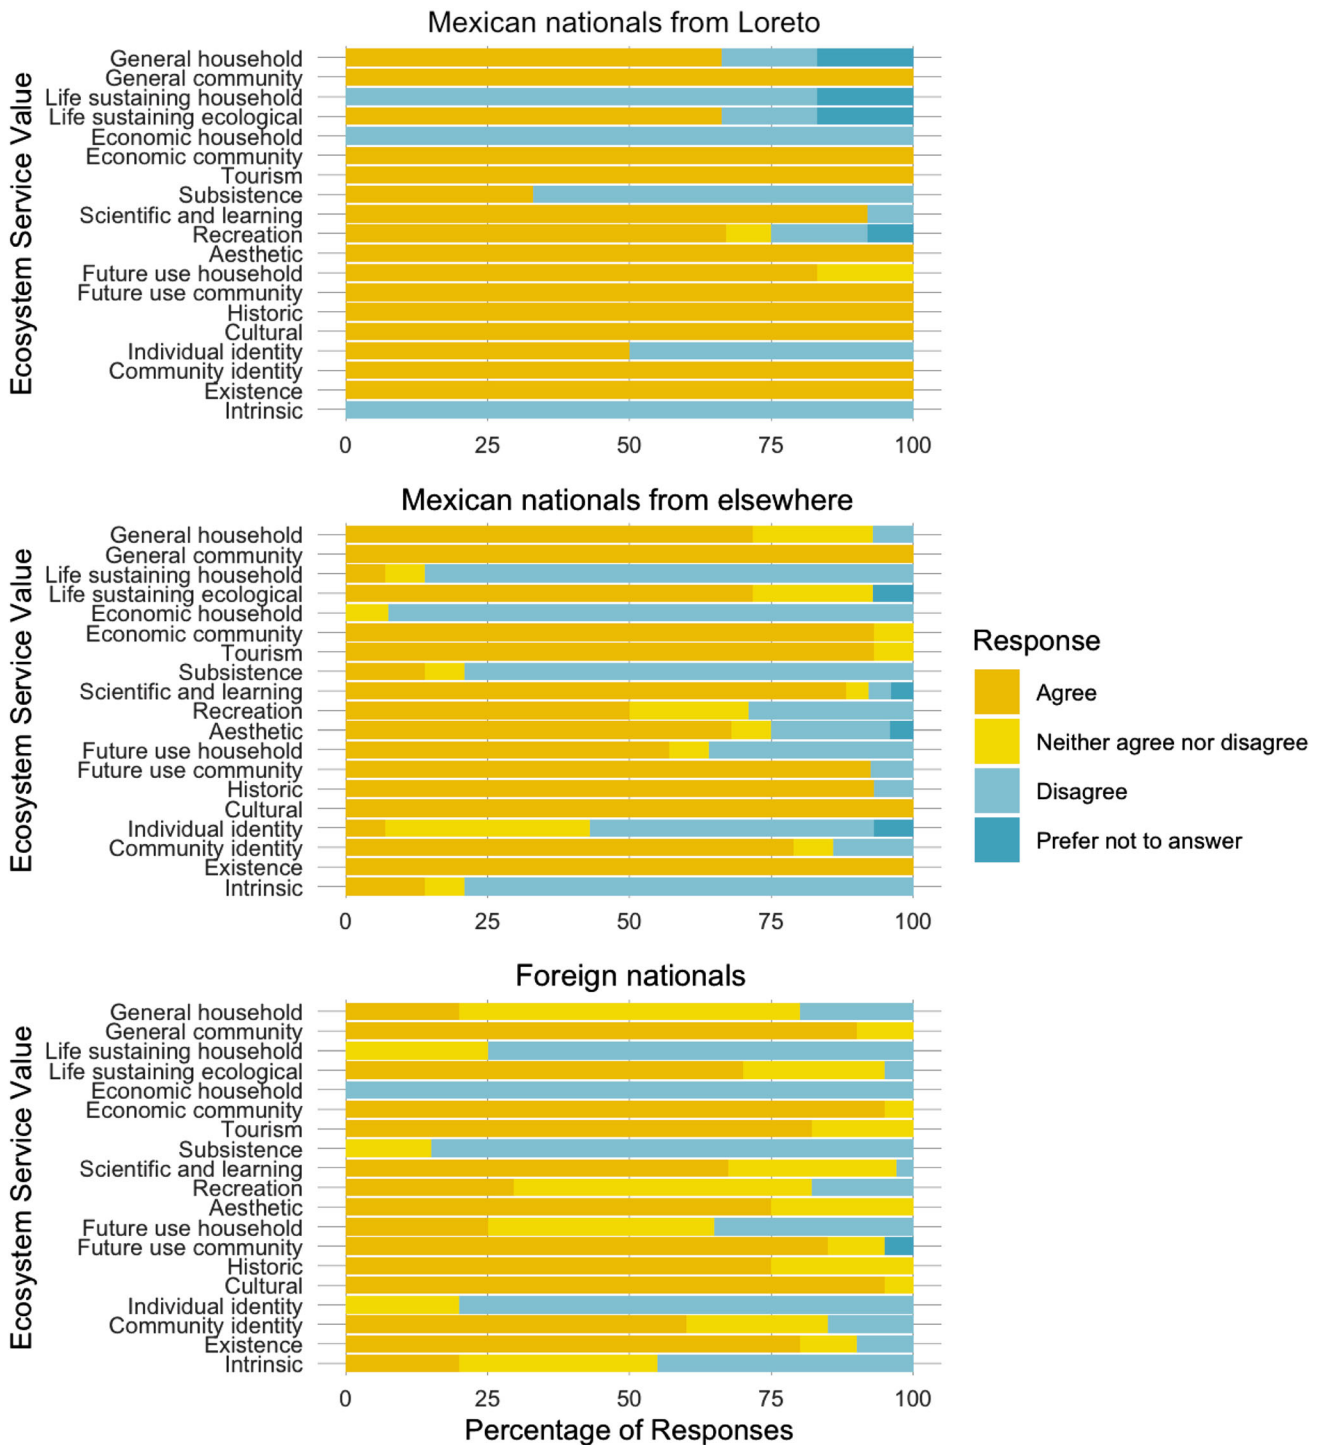 Mexican nationals from Loreto
Ecosystem Service Value
General household
General community
Life sustaining household
Life sustaining ecological
Economic household
Economic community
Tourism
Subsistence
Scientific and learning
Recreation
Aesthetic
Future use household
Future use community
Historic
Cultural
Individual identity
Community identity
Existence
Intrinsic
0 25 50 75 100
Mexican nationals from elsewhere
Ecosystem Service Value
General household
General community
Life sustaining household
Life sustaining ecological
Economic household
Economic community
Tourism
Subsistence
Scientific and learning
Recreation
Aesthetic
Future use household
Future use community
Historic
Cultural
Individual identity
Community identity
Existence
Intrinsic
0 25 50 75 100
Response
Agree
Neither agree nor disagree
Disagree
Prefer not to answer
Foreign nationals
Ecosystem Service Value
General household
General community
Life sustaining household
Life sustaining ecological
Economic household
Economic community
Tourism
Subsistence
Scientific and learning
Recreation
Aesthetic
Future use household
Future use community
Historic
Cultural
Individual identity
Community identity
Existence
Intrinsic
0 25 50 75 100
Percentage of Responses